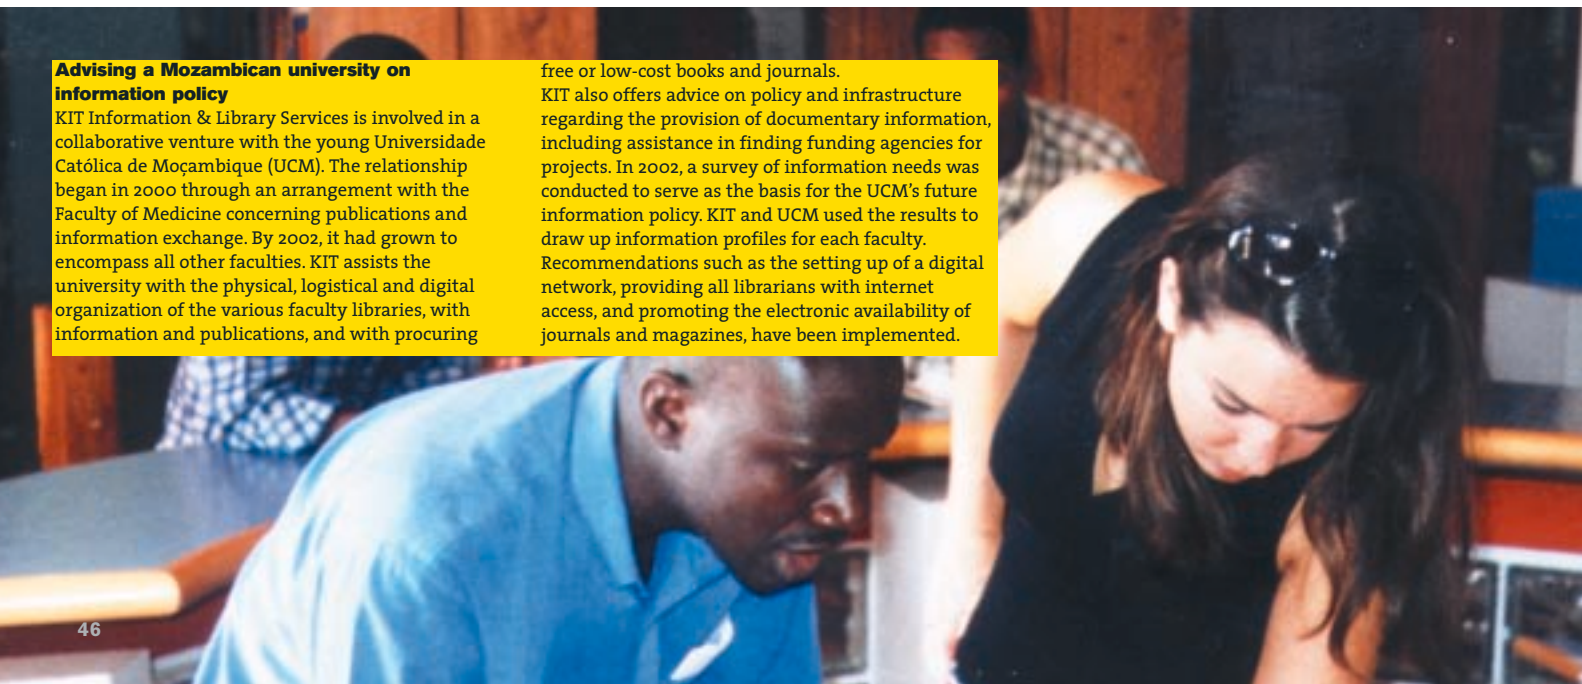 Advising a Mozambican university on
information policy
KIT Information & Library Services is involved in a
collaborative venture with the young Universidade
Católica de Moçambique (UCM). The relationship
began in 2000 through an arrangement with the
Faculty of Medicine concerning publications and
information exchange. By 2002, it had grown to
encompass all other faculties. KIT assists the
university with the physical, logistical and digital
organization of the various faculty libraries, with
information and publications, and with procuring
free or low-cost books and journals.
KIT also offers advice on policy and infrastructure
regarding the provision of documentary information,
including assistance in finding funding agencies for
projects. In 2002, a survey of information needs was
conducted to serve as the basis for the UCM's future
information policy. KIT and UCM used the results to
draw up information profiles for each faculty.
Recommendations such as the setting up of a digital
network, providing all librarians with internet
access, and promoting the electronic availability of
journals and magazines, have been implemented.
46